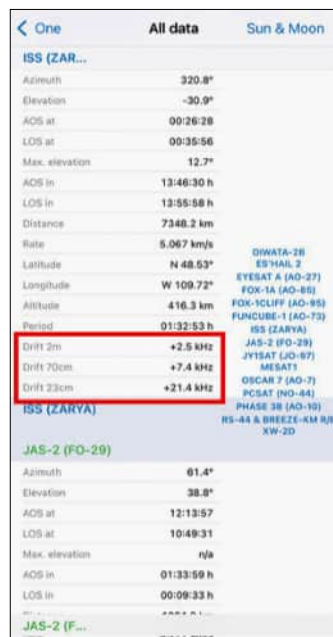 One All data Sun & Moon
ISS (ZAR...
Azimuth 320.8°
Elevation -30.9°
AOS at 00:26:28
LOS at 00:35:56
Max. elevation 12.7°
AOS in 13:46:30 h
LOS in 13:55:58 h
Distance 7348.2 km
Rate 5.067 km/s
Latitude N 48.53°
Longitude W 109.72°
Altitude 416.3 km
Period 01:32:53 h
Drift 2m +2.5 kHz
Drift 70cm +7.4 kHz
Drift 23cm +21.4 kHz
ISS (ZARYA)
JAS-2 (FO-29)
Azimuth 61.4°
Elevation 38.8°
AOS at 12:13:57
LOS at 10:49:31
Max. elevation n/a
AOS in 01:33:59 h
LOS in 00:09:33 h
JAS-2 (F...
DIWATA-2B
ES'HAIL 2
EYESAT A (AO-27)
FOX-1A (AO-85)
FOX-1CLIFF (AO-95)
FUNCUBE-1 (AO-73)
ISS (ZARYA)
JAS-2 (FO-29)
JY1SAT (JO-97)
MESAT1
OSCAR 7 (AO-7)
PCSAT (NO-44)
PHASE 3B (AO-10)
RS-44 & BREEZE-KM R/B
XW-2D